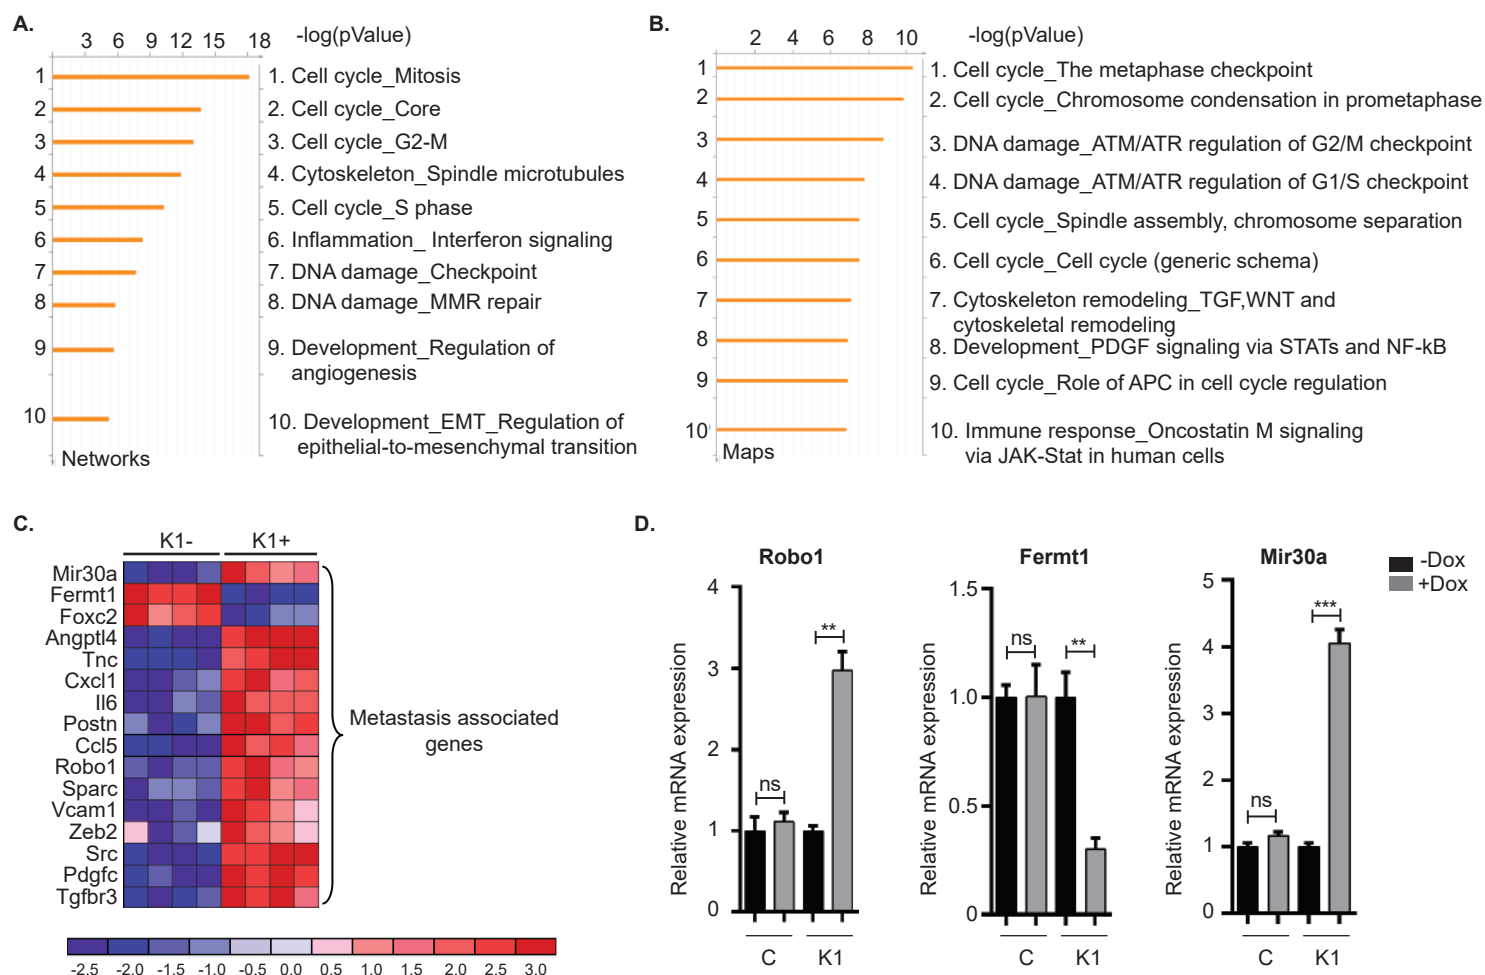 A.
3 6 9 12 15 18 -log(pValue)
1 1. Cell cycle_Mitosis
2 2. Cell cycle_Core
3 3. Cell cycle_G2-M
4 4. Cytoskeleton_Spindle microtubules
5 5. Cell cycle_S phase
6 6. Inflammation_ Interferon signaling
7 7. DNA damage_Checkpoint
8 8. DNA damage_MMR repair
9 9. Development_Regulation of
angiogenesis
10 10. Development_EMT_Regulation of
epithelial-to-mesenchymal transition
Networks
B.
2 4 6 8 10 -log(pValue)
1 1. Cell cycle_The metaphase checkpoint
2 2. Cell cycle_Chromosome condensation in prometaphase
3 3. DNA damage_ATM/ATR regulation of G2/M checkpoint
4 4. DNA damage_ATM/ATR regulation of G1/S checkpoint
5 5. Cell cycle_Spindle assembly, chromosome separation
6 6. Cell cycle_Cell cycle (generic schema)
7 7. Cytoskeleton remodeling_TGF,WNT and
cytoskeletal remodeling
8 8. Development_PDGF signaling via STATs and NF-kB
9 9. Cell cycle_Role of APC in cell cycle regulation
10 10. Immune response_Oncostatin M signaling
via JAK-Stat in human cells
Maps
C.
K1- K1+
Mir30a
Fermt1
Foxc2
Angptl4
Tnc
Cxcl1
Il6
Postn
Ccl5
Robo1
Sparc
Vcam1
Zeb2
Src
Pdgfc
Tgfbr3
Metastasis associated
genes
-2.5 -2.0 -1.5 -1.0 -0.5 0.0 0.5 1.0 1.5 2.0 2.5 3.0
D.
Robo1
Relative mRNA expression
4
3
2
1
0
ns
**
C K1
Fermt1
Relative mRNA expression
1.5
1.0
0.5
0
ns
**
C K1
Mir30a
Relative mRNA expression
5
4
3
2
1
0
ns
***
C K1
-Dox
+Dox